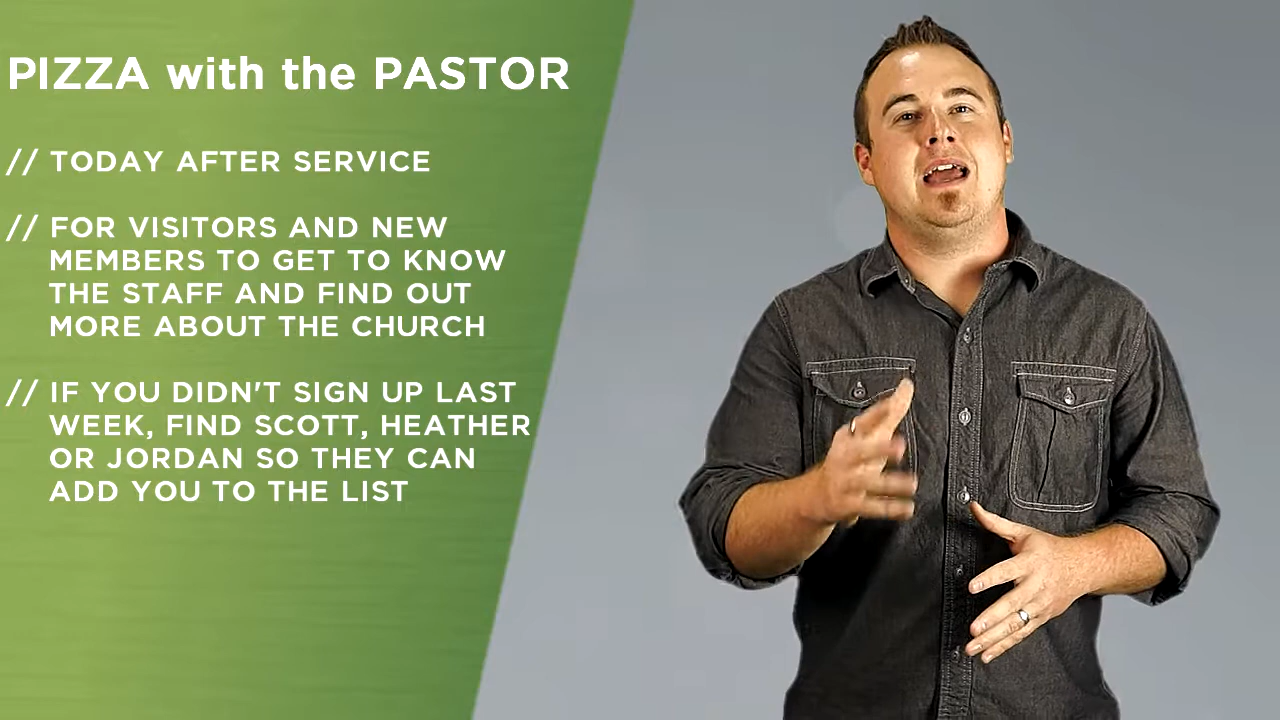 PIZZA with the PASTOR
// TODAY AFTER SERVICE
// FOR VISITORS AND NEW
MEMBERS TO GET TO KNOW
THE STAFF AND FIND OUT
MORE ABOUT THE CHURCH
// IF YOU DIDN'T SIGN UP LAST
WEEK, FIND SCOTT, HEATHER
OR JORDAN SO THEY CAN
ADD YOU TO THE LIST